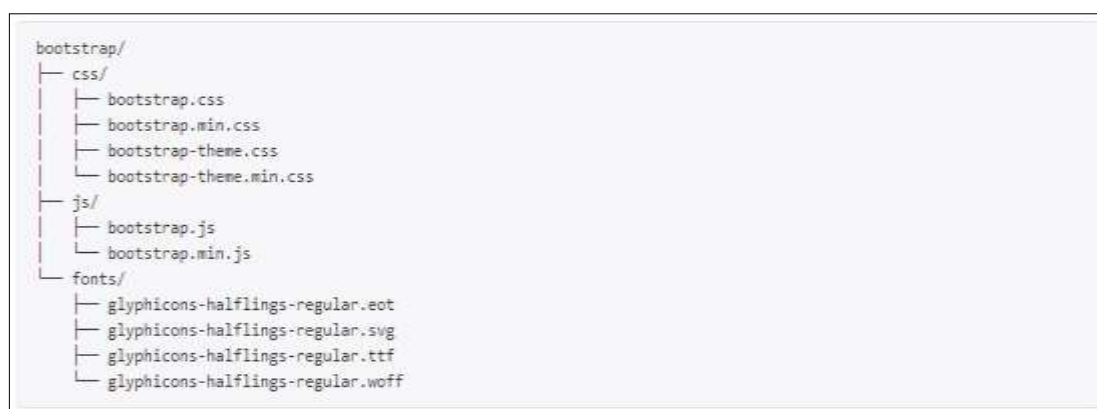 bootstrap/
├── css/
│   ├── bootstrap.css
│   ├── bootstrap.min.css
│   ├── bootstrap-theme.css
│   └── bootstrap-theme.min.css
├── js/
│   ├── bootstrap.js
│   └── bootstrap.min.js
└── fonts/
    ├── glyphicons-halflings-regular.eot
    ├── glyphicons-halflings-regular.svg
    ├── glyphicons-halflings-regular.ttf
    └── glyphicons-halflings-regular.woff